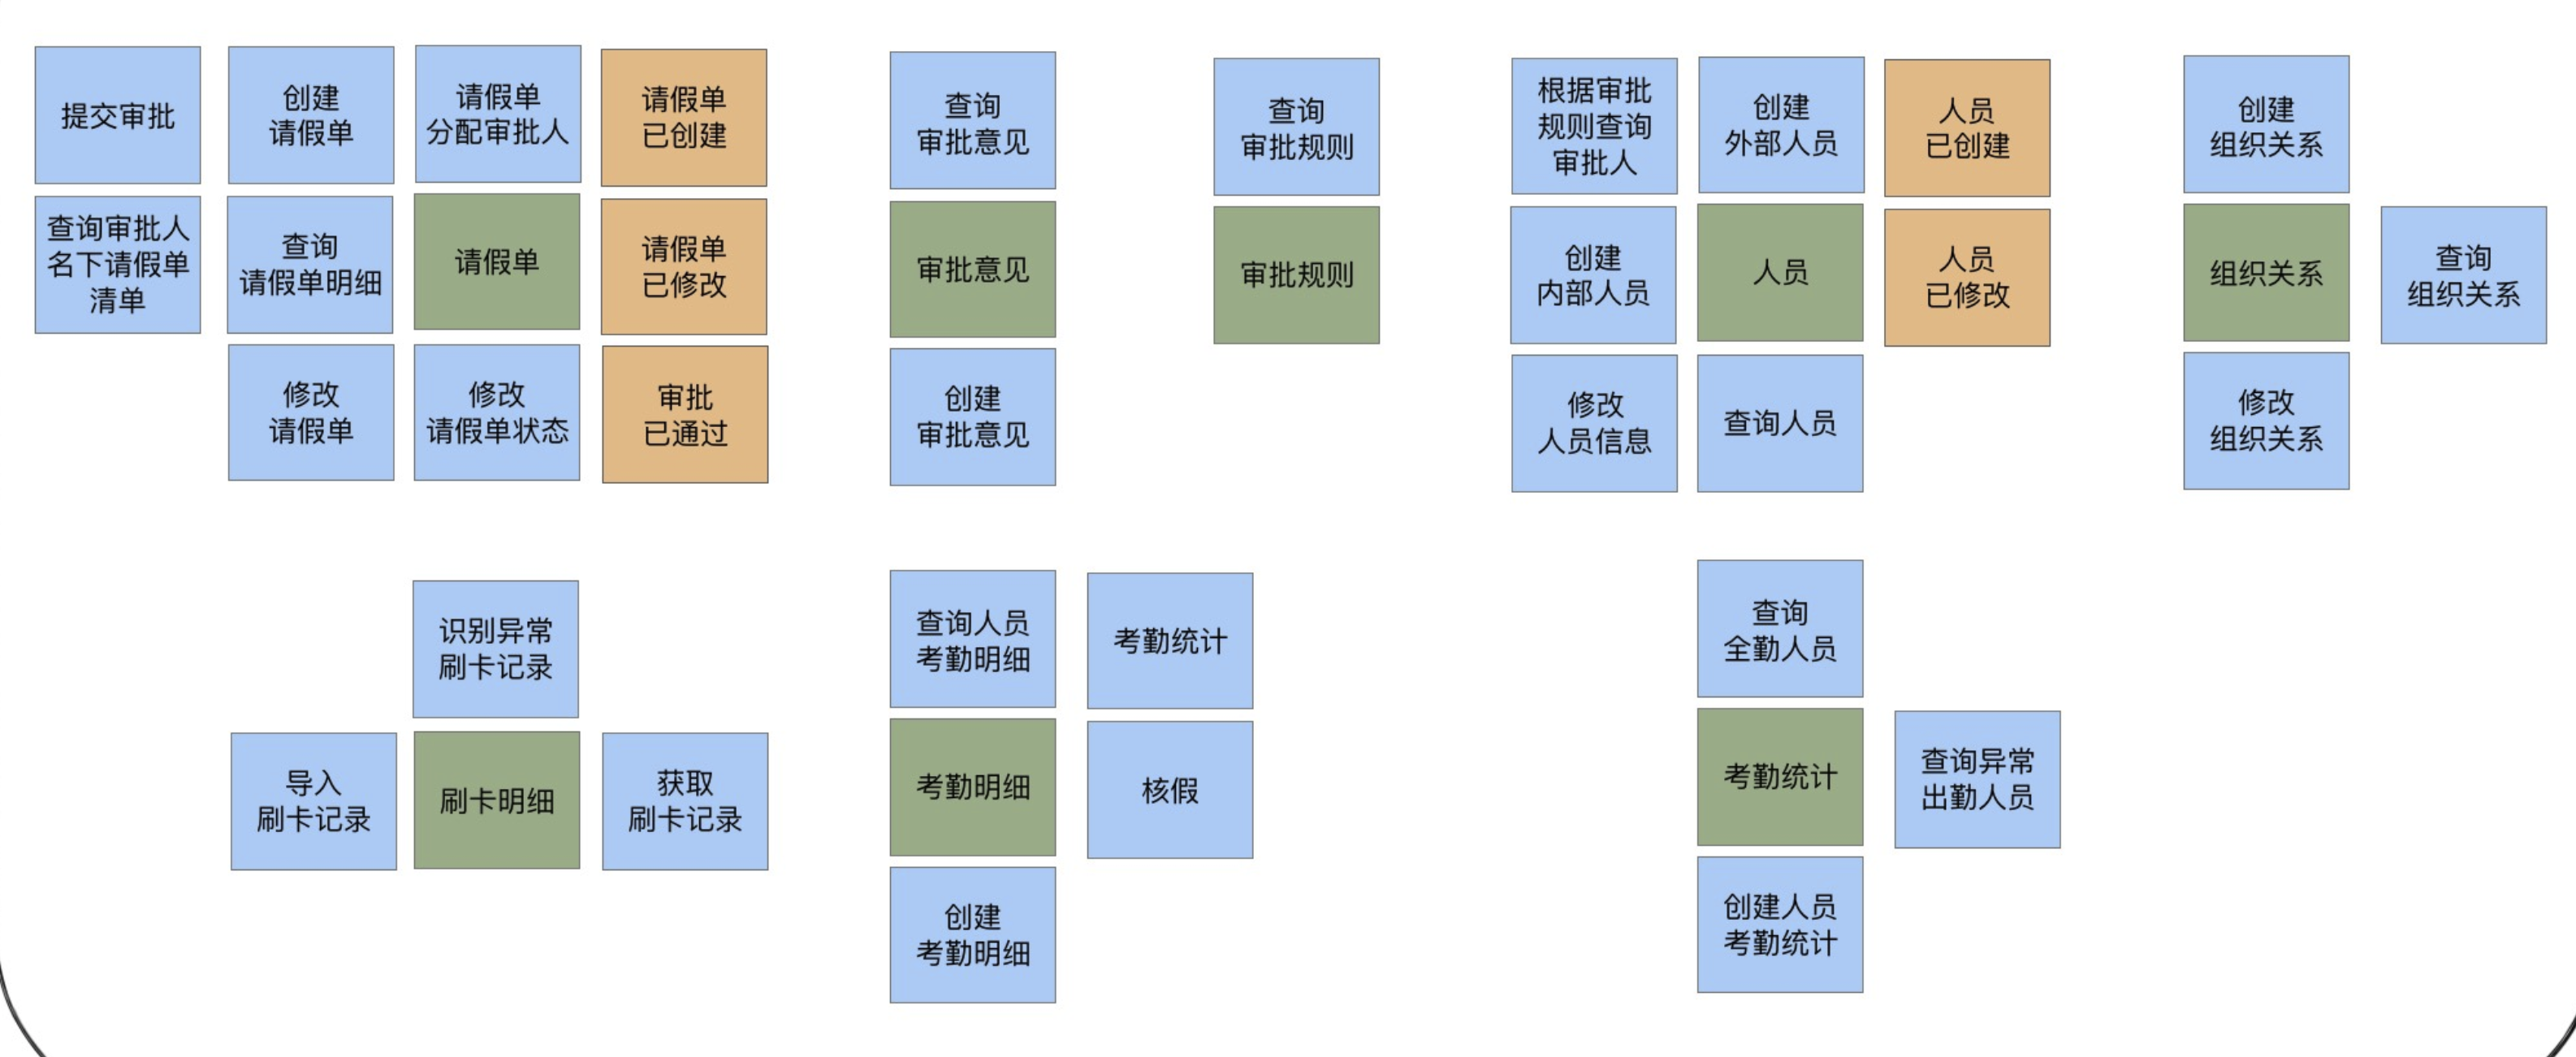 提交审批
创建
请假单
请假单
分配审批人
请假单
已创建
查询审批人
名下请假单
清单
查询
请假单明细
请假单
请假单
已修改
修改
请假单
修改
请假单状态
审批
已通过
查询
审批意见
审批意见
创建
审批意见
查询
审批规则
审批规则
根据审批
规则查询
审批人
创建
外部人员
人员
已创建
创建
内部人员
人员
人员
已修改
修改
人员信息
查询人员
创建
组织关系
组织关系
查询
组织关系
修改
组织关系
识别异常
刷卡记录
导入
刷卡记录
刷卡明细
获取
刷卡记录
查询人员
考勤明细
考勤统计
考勤明细
核假
创建
考勤明细
查询
全勤人员
考勤统计
查询异常
出勤人员
创建人员
考勤统计